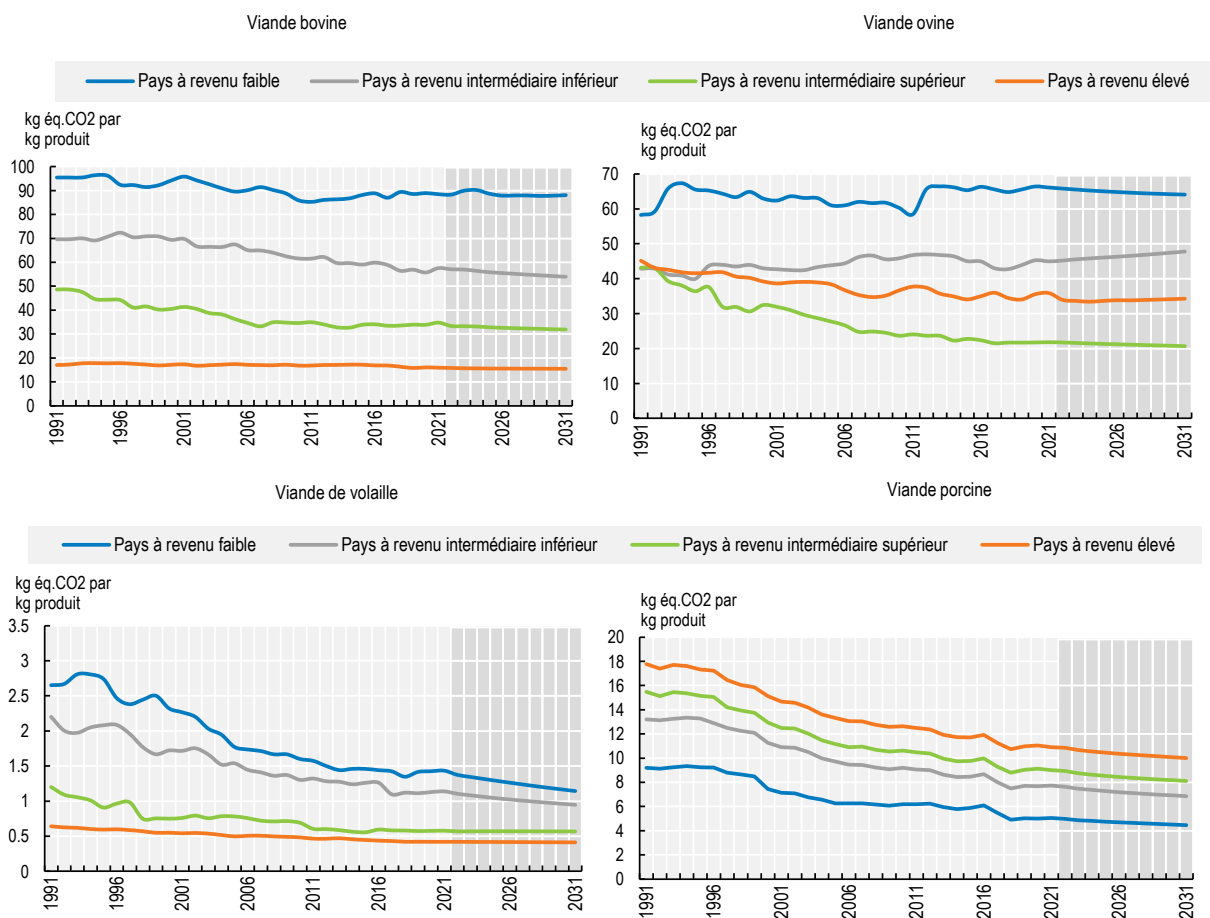 Viande bovine
Viande ovine
Pays à revenu faible Pays à revenu intermédiaire inférieur Pays à revenu intermédiaire supérieur Pays à revenu élevé
kg éq.CO2 par
kg produit
100
90
80
70
60
50
40
30
20
10
0
1991 1996 2001 2006 2011 2016 2021 2026 2031
kg éq.CO2 par
kg produit
70
60
50
40
30
20
10
0
1991 1996 2001 2006 2011 2016 2021 2026 2031
Viande de volaille
Viande porcine
Pays à revenu faible Pays à revenu intermédiaire inférieur Pays à revenu intermédiaire supérieur Pays à revenu élevé
kg éq.CO2 par
kg produit
3.5
3
2.5
2
1.5
1
0.5
0
1991 1996 2001 2006 2011 2016 2021 2026 2031
kg éq.CO2 par
kg produit
20
18
16
14
12
10
8
6
4
2
0
1991 1996 2001 2006 2011 2016 2021 2026 2031